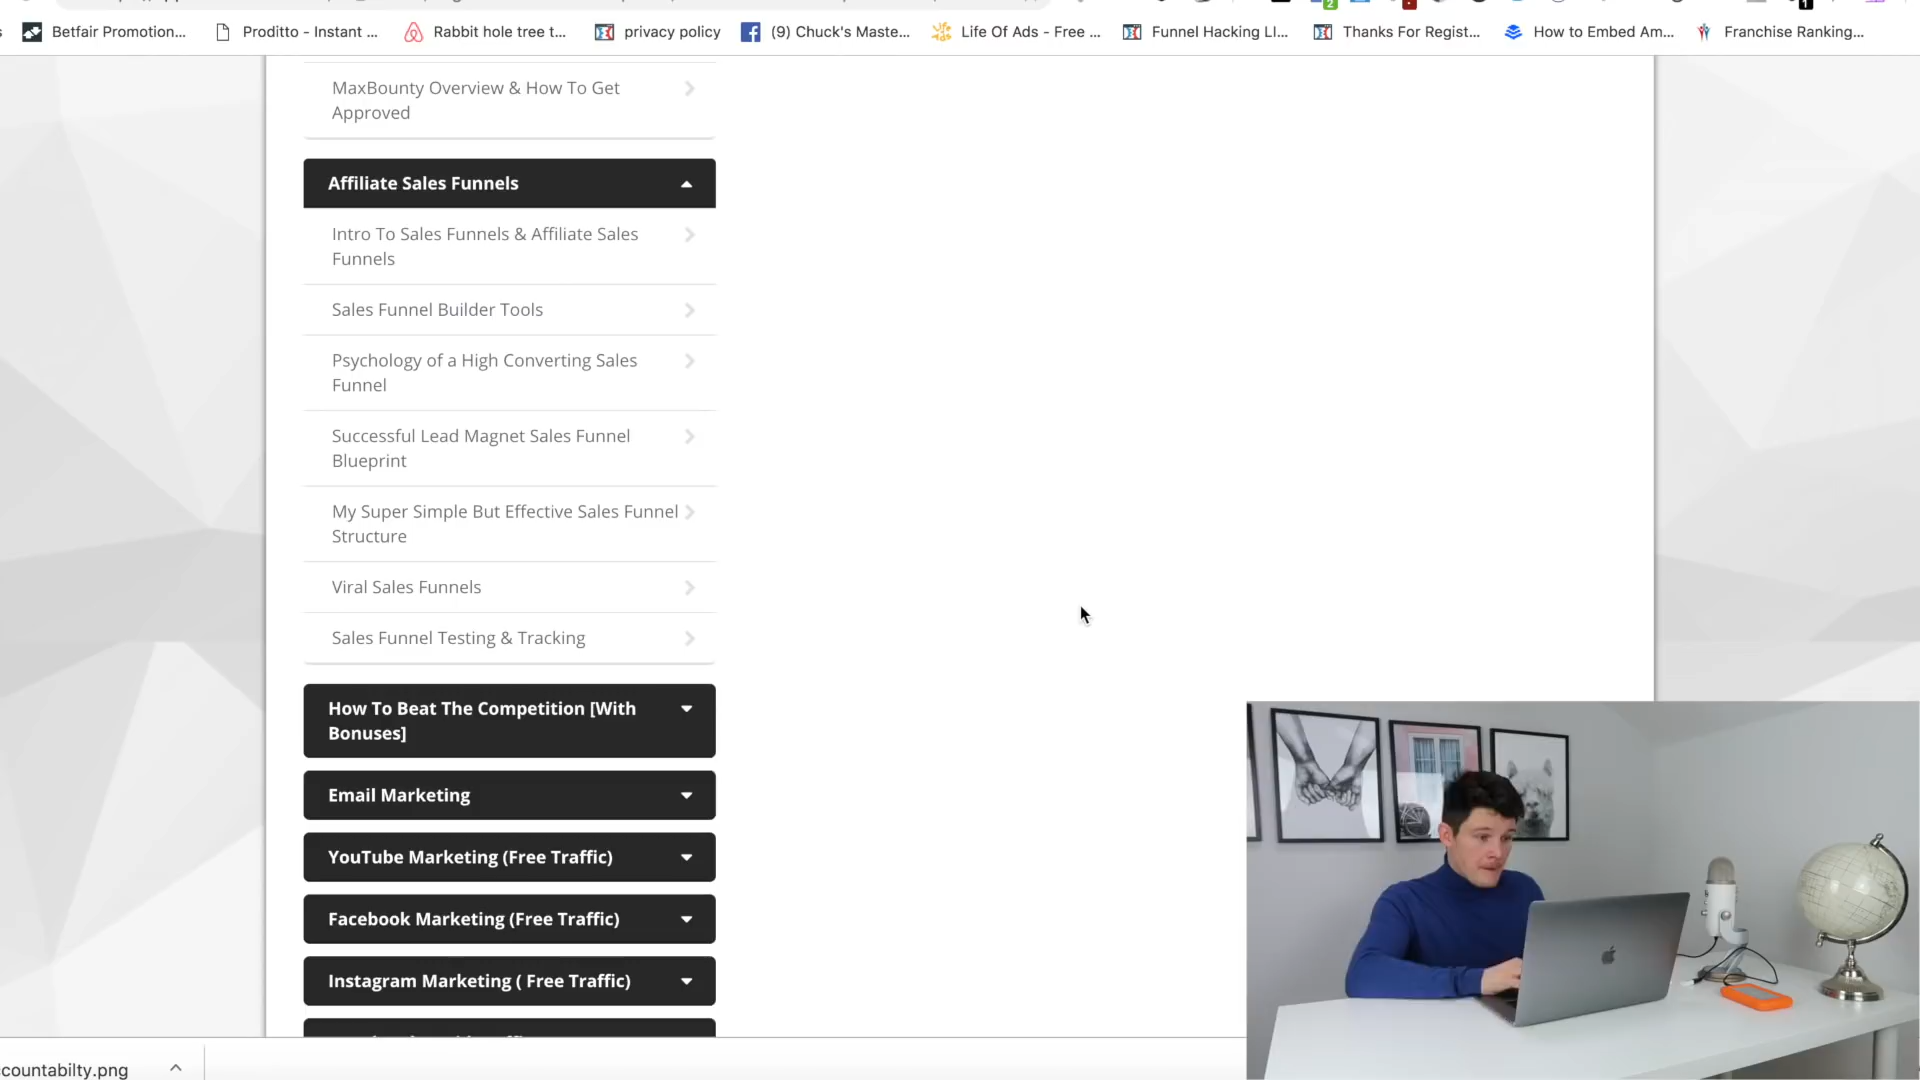 Betfair Promotion...
Proditto - Instant ...
Rabbit hole tree t...
privacy policy
(9) Chuck's Maste...
Life Of Ads - Free ...
Funnel Hacking LI...
Thanks For Regist...
How to Embed Am...
Franchise Ranking...
MaxBounty Overview & How To Get
Approved
Affiliate Sales Funnels
Intro To Sales Funnels & Affiliate Sales
Funnels
Sales Funnel Builder Tools
Psychology of a High Converting Sales
Funnel
Successful Lead Magnet Sales Funnel
Blueprint
My Super Simple But Effective Sales Funnel
Structure
Viral Sales Funnels
Sales Funnel Testing & Tracking
How To Beat The Competition [With
Bonuses]
Email Marketing
YouTube Marketing (Free Traffic)
Facebook Marketing (Free Traffic)
Instagram Marketing ( Free Traffic)
countabilty.png